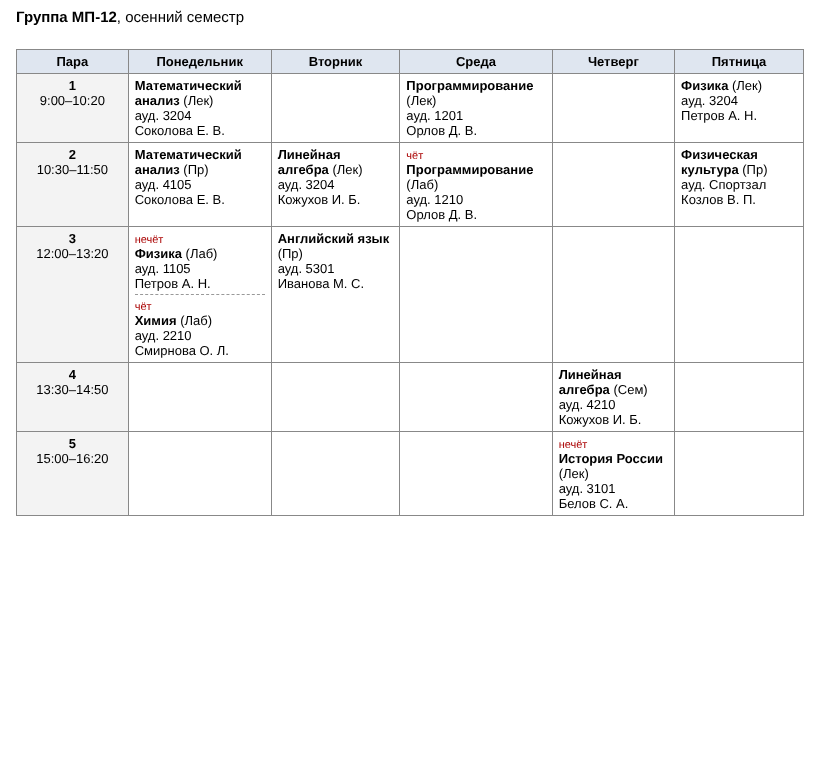 Группа МП-12, осенний семестр
Пара
Понедельник
Вторник
Среда
Четверг
Пятница
1
9:00–10:20
Математический
анализ (Лек)
ауд. 3204
Соколова Е. В.
Программирование
(Лек)
ауд. 1201
Орлов Д. В.
Физика (Лек)
ауд. 3204
Петров А. Н.
2
10:30–11:50
Математический
анализ (Пр)
ауд. 4105
Соколова Е. В.
Линейная
алгебра (Лек)
ауд. 3204
Кожухов И. Б.
чёт
Программирование
(Лаб)
ауд. 1210
Орлов Д. В.
Физическая
культура (Пр)
ауд. Спортзал
Козлов В. П.
3
12:00–13:20
нечёт
Физика (Лаб)
ауд. 1105
Петров А. Н.
чёт
Химия (Лаб)
ауд. 2210
Смирнова О. Л.
Английский язык
(Пр)
ауд. 5301
Иванова М. С.
4
13:30–14:50
Линейная
алгебра (Сем)
ауд. 4210
Кожухов И. Б.
5
15:00–16:20
нечёт
История России
(Лек)
ауд. 3101
Белов С. А.